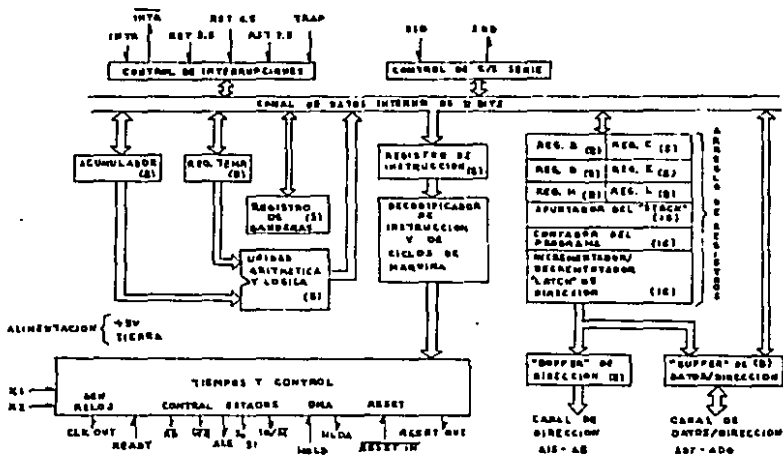 INTR
INTA
RST 5.5
RST 6.5
RST 7.5
TRAP
SID
SOD
CONTROL DE INTERRUPCIONES
CONTROL DE E/S SERIE
CANAL DE DATOS INTERNO DE 8 BITS
ACUMULADOR (8)
REG. TEMP. (8)
REGISTRO DE BANDERAS (5)
UNIDAD ARITMETICA Y LOGICA (8)
REGISTRO DE INSTRUCCION (8)
DECODIFICADOR DE INSTRUCCION Y DE CICLOS DE MAQUINA
REG. B (8) REG. C (8)
REG. D (8) REG. E (8)
REG. H (8) REG. L (8)
APUNTADOR DEL "STACK" (16)
CONTADOR DEL PROGRAMA (16)
INCREMENTADOR/
DECREMENTADOR
"LATCH" DE
DIRECCION (16)
ARREGLO DE REGISTROS
ALIMENTACION { +5V
TIERRA
"BUFFER" DE DIRECCION (8)
"BUFFER" DE (8) DATOS/DIRECCION
X1
X2
TIEMPOS Y CONTROL
GEN RELOJ
CONTROL ESTADOS DMA RESET
CLK OUT
READY
RD
WR
ALE
S0
S1
IO/M
HOLD
HLDA
RESET IN
RESET OUT
CANAL DE
DIRECCION
A15 - A8
CANAL DE
DATOS/DIRECCION
AD7 - AD0